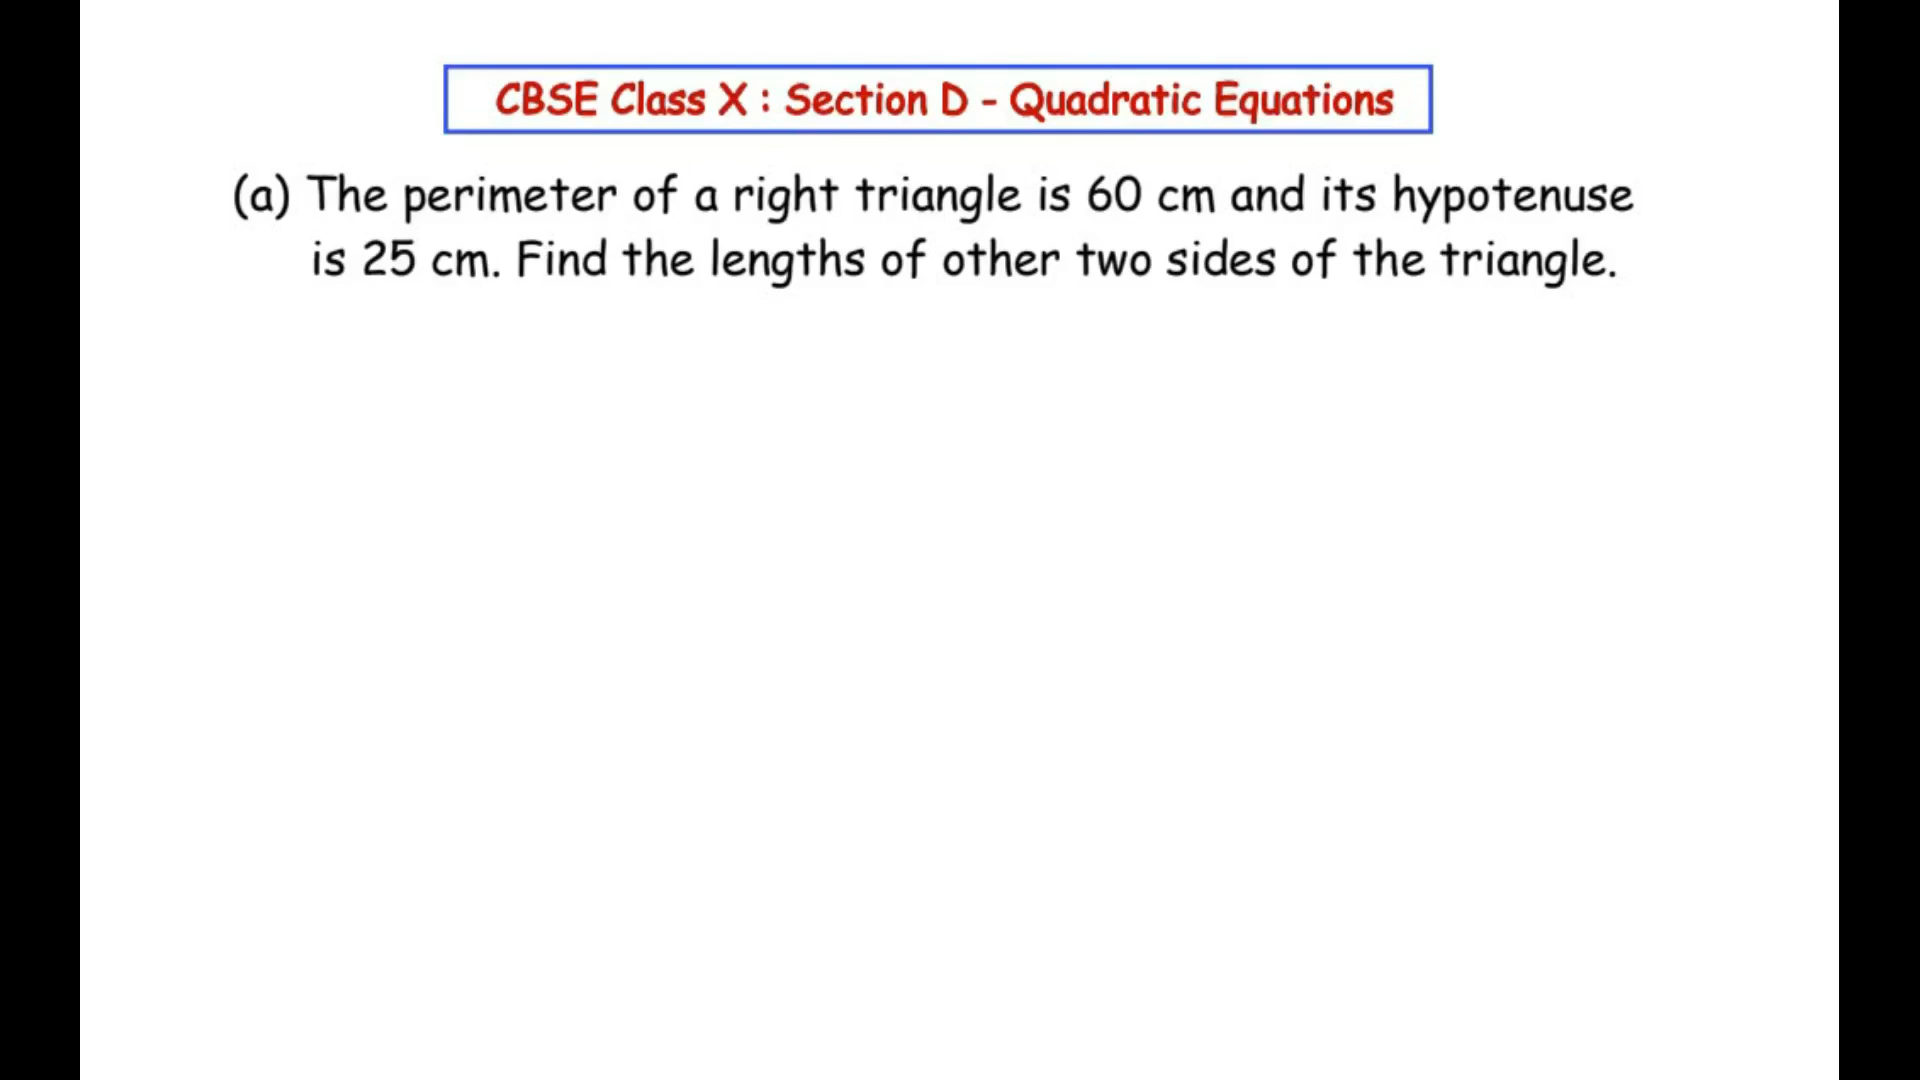 CBSE Class X : Section D - Quadratic Equations
(a) The perimeter of a right triangle is 60 cm and its hypotenuse
is 25 cm. Find the lengths of other two sides of the triangle.